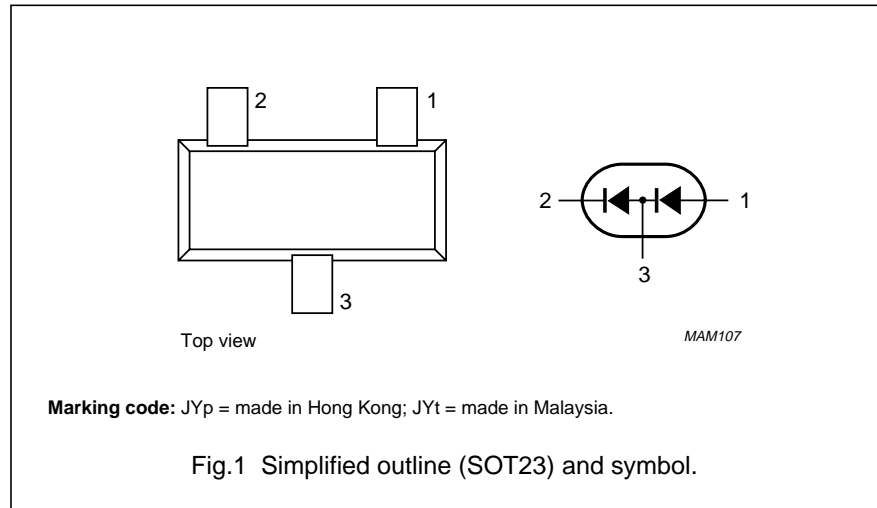 2
1
3
Top view
2
1
3
MAM107
Marking code: JYp = made in Hong Kong; JYt = made in Malaysia.
Fig.1 Simplified outline (SOT23) and symbol.